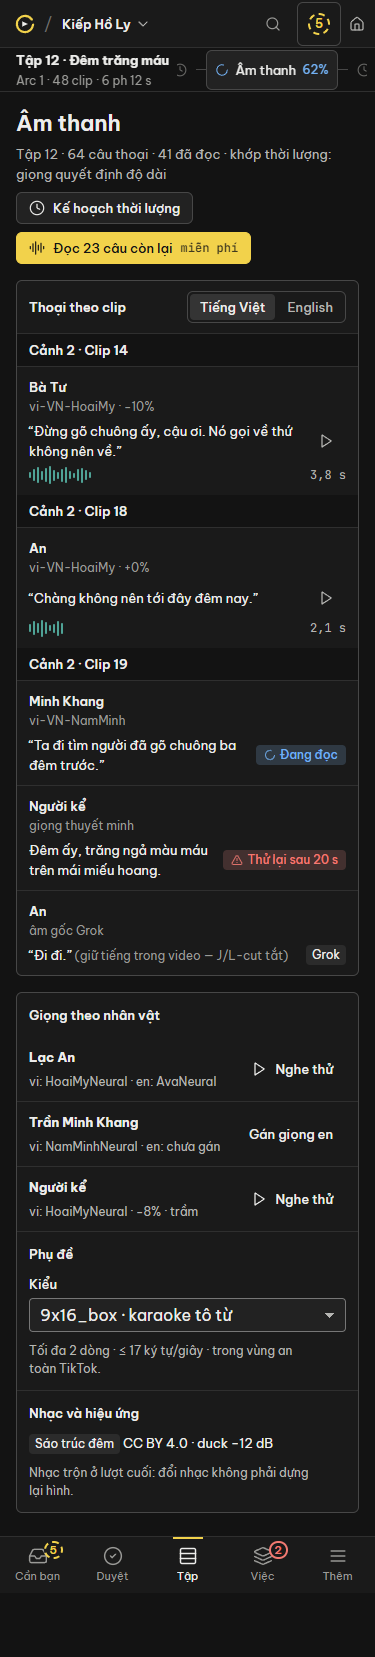 / Kiếp Hồ Ly
5
Tập 12 · Đêm trăng máu
Arc 1 · 48 clip · 6 ph 12 s
Âm thanh 62%
Âm thanh
Tập 12 · 64 câu thoại · 41 đã đọc · khớp thời lượng:
giọng quyết định độ dài
Kế hoạch thời lượng
Đọc 23 câu còn lại miễn phí
Thoại theo clip
Tiếng Việt
English
Cảnh 2 · Clip 14
Bà Tư
vi-VN-HoaiMy · -10%
“Đừng gõ chuông ấy, cậu ơi. Nó gọi về thứ
không nên về.”
3,8 s
Cảnh 2 · Clip 18
An
vi-VN-HoaiMy · +0%
“Chàng không nên tới đây đêm nay.”
2,1 s
Cảnh 2 · Clip 19
Minh Khang
vi-VN-NamMinh
“Ta đi tìm người đã gõ chuông ba
đêm trước.”
Đang đọc
Người kể
giọng thuyết minh
Đêm ấy, trăng ngả màu máu
trên mái miếu hoang.
Thử lại sau 20 s
An
âm gốc Grok
“Đi đi.” (giữ tiếng trong video — J/L-cut tắt)
Grok
Giọng theo nhân vật
Lạc An
vi: HoaiMyNeural · en: AvaNeural
Nghe thử
Trần Minh Khang
vi: NamMinhNeural · en: chưa gán
Gán giọng en
Người kể
vi: HoaiMyNeural · -8% · trầm
Nghe thử
Phụ đề
Kiểu
9x16_box · karaoke tô từ
Tối đa 2 dòng · ≤ 17 ký tự/giây · trong vùng an
toàn TikTok.
Nhạc và hiệu ứng
Sáo trúc đêm CC BY 4.0 · duck −12 dB
Nhạc trộn ở lượt cuối: đổi nhạc không phải dựng
lại hình.
5
2
Cần bạn
Duyệt
Tập
Việc
Thêm